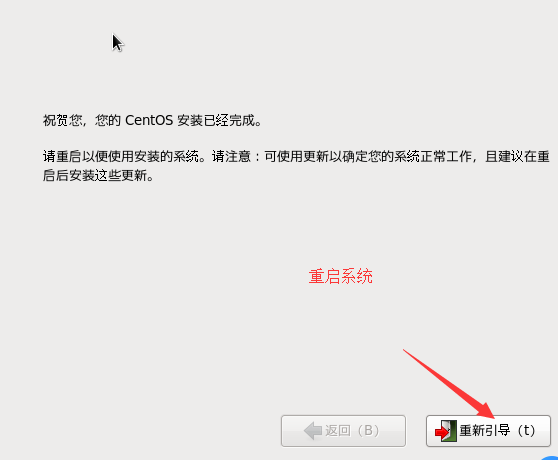 祝贺您，您的 CentOS 安装已经完成。
请重启以便使用安装的系统。请注意：可使用更新以确定您的系统正常工作，且建议在重
启后安装这些更新。
重启系统
返回（B）
重新引导（t）